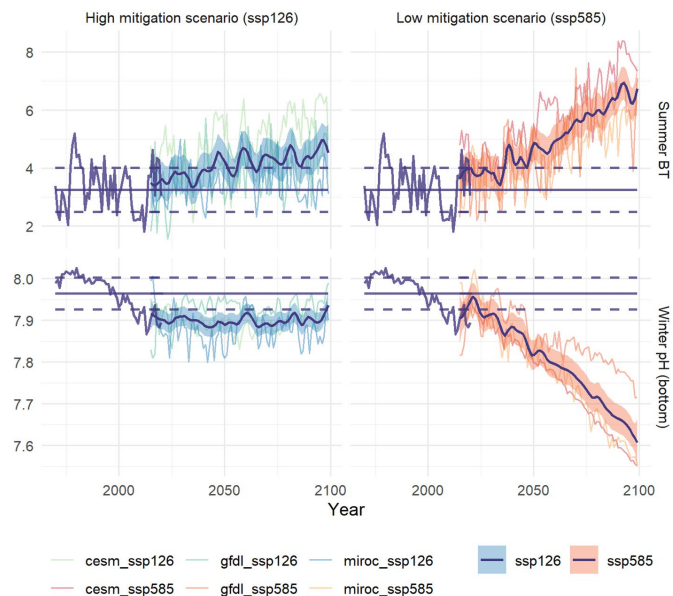 High mitigation scenario (ssp126) Low mitigation scenario (ssp585)
8
6
4
2
Summer BT
8.0
7.9
7.8
7.7
7.6
Winter pH (bottom)
2000 2050 2100 2000 2050 2100
Year
cesm_ssp126 gfdl_ssp126 miroc_ssp126 ssp126 ssp585
cesm_ssp585 gfdl_ssp585 miroc_ssp585